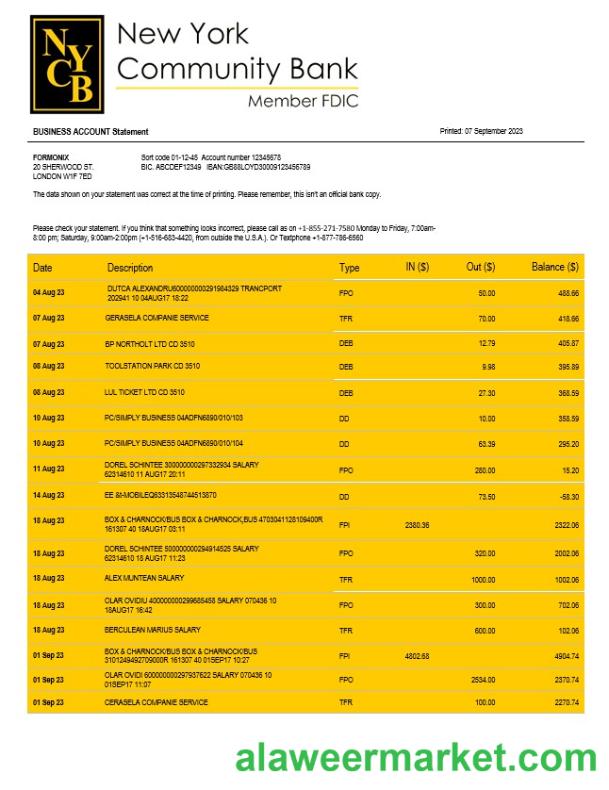 NYCB
New York
Community Bank
Member FDIC
BUSINESS ACCOUNT Statement Printed: 07 September 2023
FORMONIX Sort code 01-12-45 Account number 12345678
20 SHERWOOD ST. BIC. ABCDEF12349 IBAN:GB88LOYD30009123456789
LONDON W1F 7ED
The data shown on your statement was correct at the time of printing. Please remember, this isn't an official bank copy.
Please check your statement. If you think that something looks incorrect, please call as on +1-855-271-7580 Monday to Friday, 7:00am-
8:00 pm; Saturday, 9:00am-2:00pm (+1-516-683-4420, from outside the U.S.A.). Or Textphone +1-877-786-6560
Date Description Type IN ($) Out ($) Balance ($)
04 Aug 23 DUTCA ALEXANDRU600000000291984329 TRANCPORT FPO 50.00 488.66
202941 10 04AUG17 18:22
07 Aug 23 GERASELA COMPANIE SERVICE TFR 70.00 418.66
07 Aug 23 BP NORTHOLT LTD CD 3510 DEB 12.79 405.87
08 Aug 23 TOOLSTATION PARK CD 3510 DEB 9.98 395.89
08 Aug 23 LUL TICKET LTD CD 3510 DEB 27.30 368.59
10 Aug 23 PC/SIMPLY BUSINESS 04ADFN6890/010/103 DD 10.00 358.59
10 Aug 23 PC/SIMPLY BUSINESS 04ADFN6890/010/104 DD 63.39 295.20
11 Aug 23 DOREL SCHINTEE 300000000297332934 SALARY FPO 280.00 15.20
62314610 11 AUG17 20:11
14 Aug 23 EE &t-MOBILEQ63313548744513870 DD 73.50 -58.30
18 Aug 23 BOX & CHARNOCK/BUS BOX & CHARNOCK,BUS 4703041128109400R FPI 2380.36 2322.06
161307 40 18AUG17 03:11
18 Aug 23 DOREL SCHINTEE 500000000294914525 SALARY FPO 320.00 2002.06
62314610 18 AUG17 11:23
18 Aug 23 ALEX MUNTEAN SALARY TFR 1000.00 1002.06
18 Aug 23 OLAR OVIDIU 400000000299685458 SALARY 070436 10 FPO 300.00 702.06
18AUG17 16:42
18 Aug 23 BERCULEAN MARIUS SALARY TFR 600.00 102.06
01 Sep 23 BOX & CHARNOCK/BUS BOX & CHARNOCK/BUS FPI 4802.68 4904.74
3101249492709000R 161307 40 01SEP17 10:27
01 Sep 23 OLAR OVIDI 600000000297937622 SALARY 070436 10 FPO 2534.00 2370.74
01SEP17 11:07
01 Sep 23 CERASELA COMPANIE SERVICE TFR 100.00 2270.74
alaweermarket.com